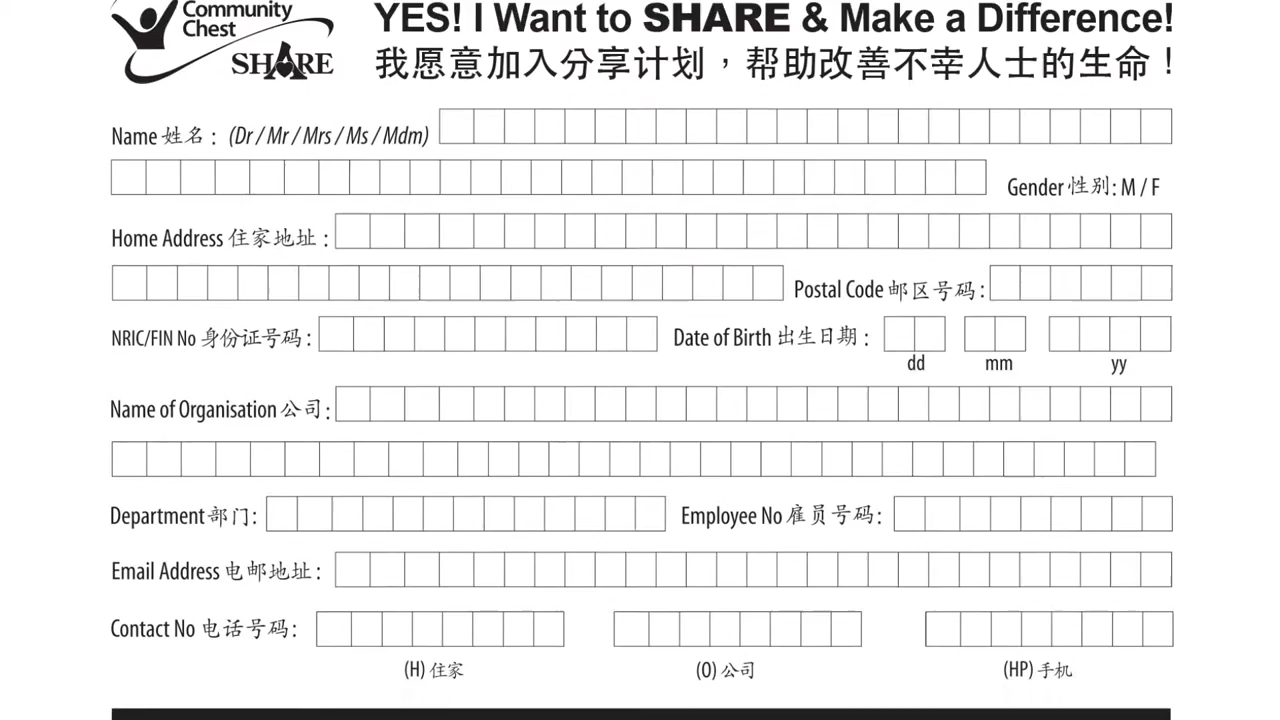 Community
Chest
SHARE
YES! I Want to SHARE & Make a Difference!
我愿意加入分享计划，帮助改善不幸人士的生命！
Name 姓名： (Dr / Mr / Mrs / Ms / Mdm)
Gender 性别: M / F
Home Address 住家地址：
Postal Code 邮区号码:
NRIC/FIN No 身份证号码: Date of Birth 出生日期：
dd mm yy
Name of Organisation 公司:
Department 部门: Employee No 雇员号码:
Email Address 电邮地址:
Contact No 电话号码:
(H) 住家 (O) 公司 (HP) 手机